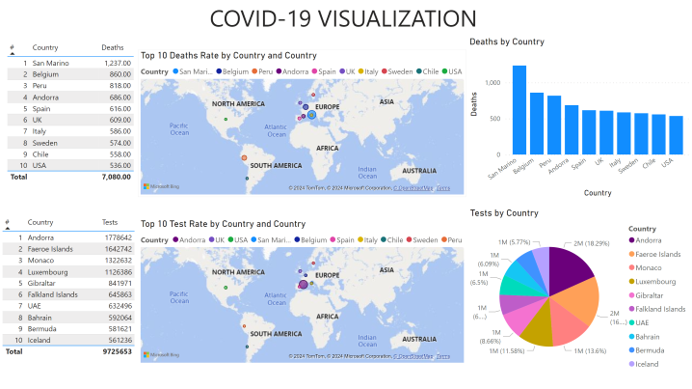 COVID-19 VISUALIZATION
# Country Deaths
1 San Marino 1,237.00
2 Belgium 860.00
3 Peru 818.00
4 Andorra 686.00
5 Spain 616.00
6 UK 609.00
7 Italy 586.00
8 Sweden 574.00
9 Chile 558.00
10 USA 536.00
Total 7,080.00
Top 10 Deaths Rate by Country and Country
Country San Mari... Belgium Peru Andorra Spain UK Italy Sweden Chile USA
NORTH AMERICA
EUROPE
ASIA
Pacific
Ocean
Atlantic
Ocean
AFRICA
SOUTH AMERICA
Indian
Ocean
AUSTRALIA
Microsoft Bing
© 2024 TomTom, © 2024 Microsoft Corporation, © OpenStreetMap Terms
Deaths by Country
Deaths
1,000
500
0
San Marino
Belgium
Peru
Andorra
Spain
UK
Italy
Sweden
Chile
USA
Country
# Country Tests
1 Andorra 1778642
2 Faeroe Islands 1642742
3 Monaco 1322632
4 Luxembourg 1126386
5 Gibraltar 841971
6 Falkland Islands 645863
7 UAE 632496
8 Bahrain 592064
9 Bermuda 581621
10 Iceland 561236
Total 9725653
Top 10 Test Rate by Country and Country
Country Andorra UK USA San Mari... Belgium Spain Italy Chile Sweden Peru
NORTH AMERICA
EUROPE
ASIA
Pacific
Ocean
Atlantic
Ocean
AFRICA
SOUTH AMERICA
Indian
Ocean
AUSTRALIA
Microsoft Bing
© 2024 TomTom, © 2024 Microsoft Corporation, © OpenStreetMap Terms
Tests by Country
1M (5.77%)
1M
(6.09%)
1M
(6.5%)
1M
(6....)
1M
(8.66%)
1M (11.58%)
1M (13.6%)
2M
(16....)
2M (18.29%)
Country
Andorra
Faeroe Islands
Monaco
Luxembourg
Gibraltar
Falkland Islands
UAE
Bahrain
Bermuda
Iceland